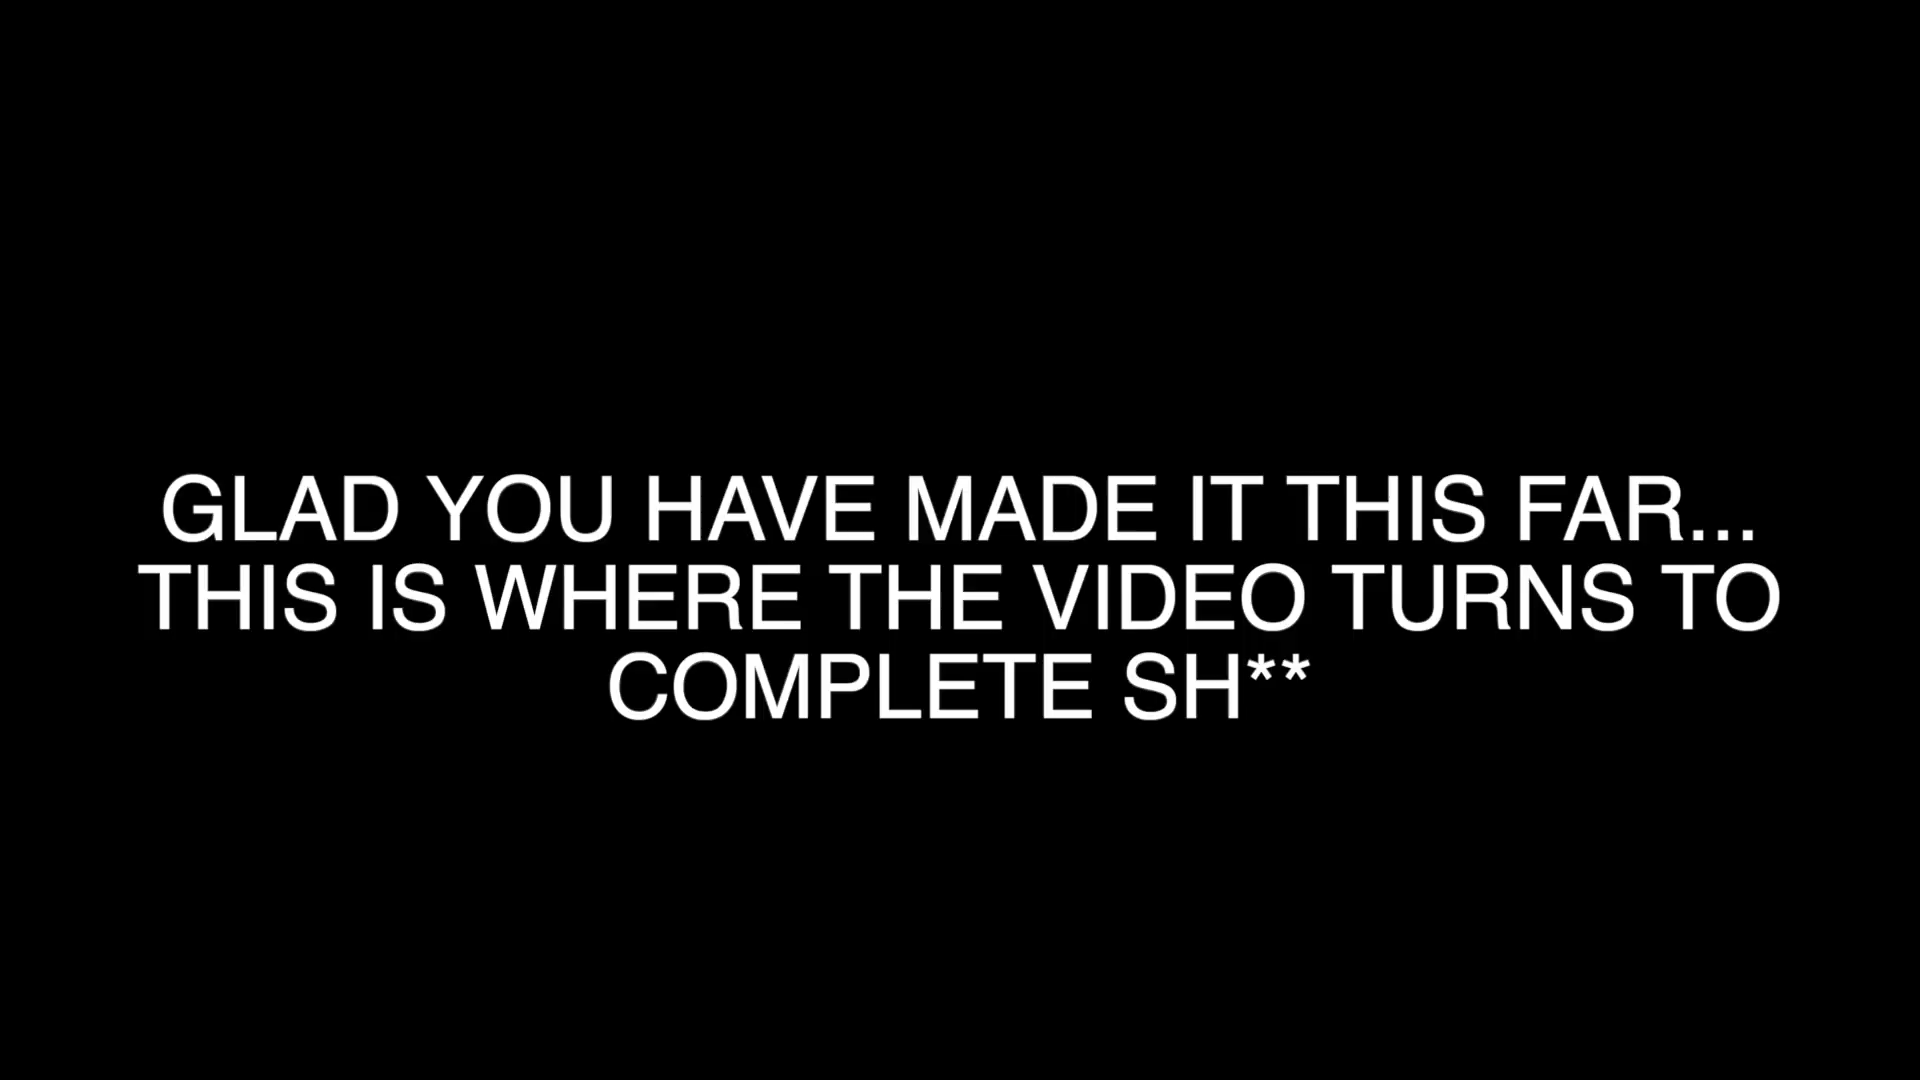 GLAD YOU HAVE MADE IT THIS FAR...
THIS IS WHERE THE VIDEO TURNS TO
COMPLETE SH**